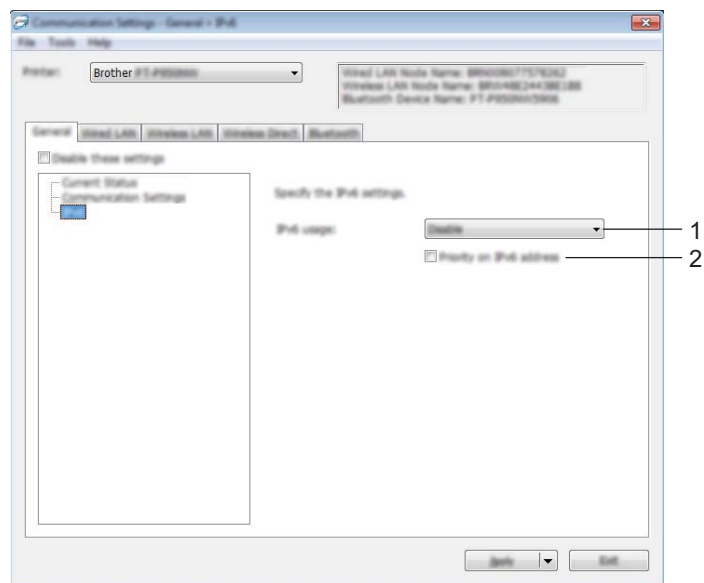 Communication Settings - General > IPv6
File Tools Help
Printer:
Brother PT-P950NW
Wired LAN Node Name:
Wireless LAN Node Name:
Bluetooth Device Name:
General Wired LAN Wireless LAN Wireless Direct Bluetooth
Disable these settings
Current Status
Communication Settings
IPv6
Specify the IPv6 settings.
IPv6 usage:
Disable
1
Priority on IPv6 address
2
Apply
Exit